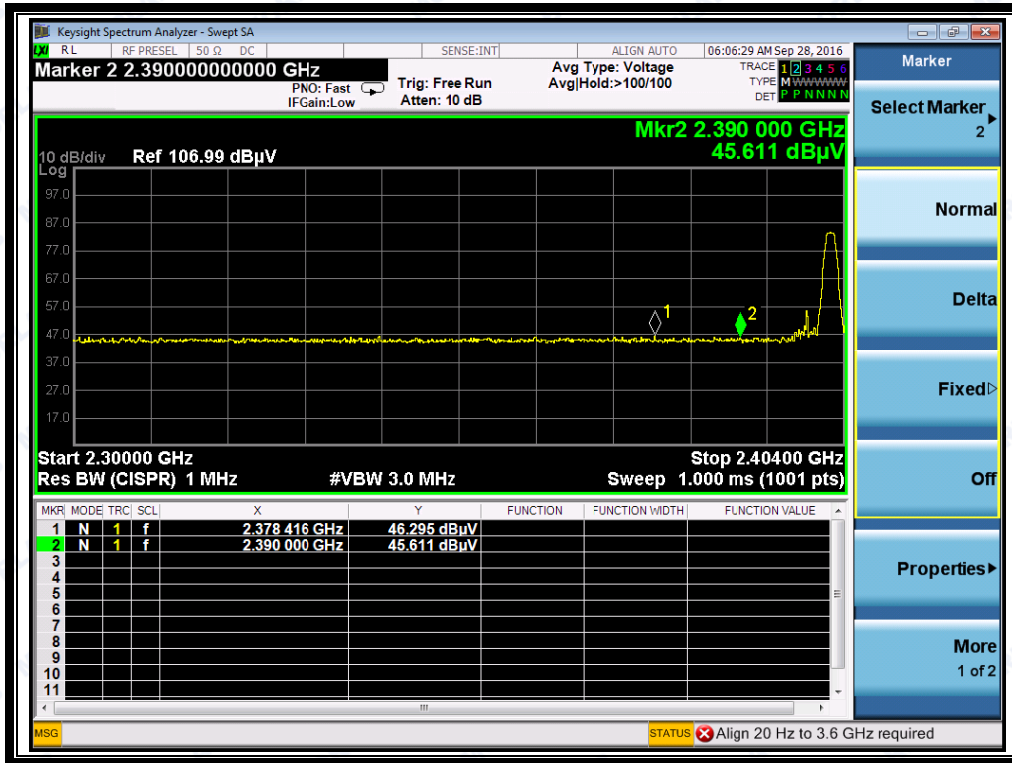 Keysight Spectrum Analyzer - Swept SA
LXI RL RF PRESEL 50 Ω DC SENSE:INT ALIGN AUTO 06:06:29 AM Sep 28, 2016
Marker 2 2.390000000000 GHz
PNO: Fast
IFGain:Low
Trig: Free Run
Atten: 10 dB
Avg Type: Voltage
Avg|Hold:>100/100
TRACE 1 2 3 4 5 6
TYPE M WWWWW
DET P P N N N N
Mkr2 2.390 000 GHz
45.611 dBµV
10 dB/div Ref 106.99 dBµV
Log
97.0
87.0
77.0
67.0
57.0
47.0
37.0
27.0
17.0
1
2
Start 2.30000 GHz Stop 2.40400 GHz
Res BW (CISPR) 1 MHz #VBW 3.0 MHz Sweep 1.000 ms (1001 pts)
MKR MODE TRC SCL X Y FUNCTION FUNCTION WIDTH FUNCTION VALUE
1 N 1 f 2.378 416 GHz 46.295 dBµV
2 N 1 f 2.390 000 GHz 45.611 dBµV
3
4
5
6
7
8
9
10
11
MSG STATUS Align 20 Hz to 3.6 GHz required
Marker
Select Marker
2
Normal
Delta
Fixed
Off
Properties
More
1 of 2